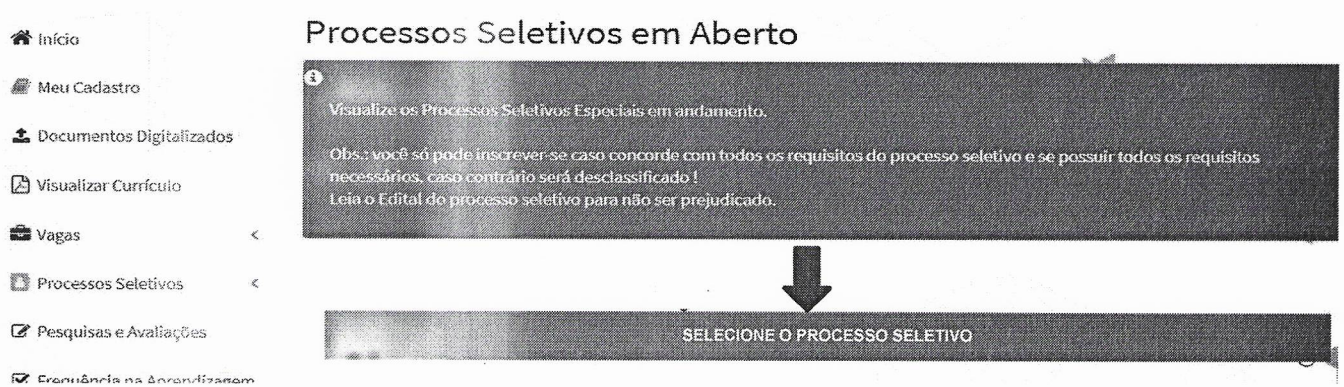 Início
Meu Cadastro
Documentos Digitalizados
Visualizar Currículo
Vagas
Processos Seletivos
Pesquisas e Avaliações
Frequência na Aprendizagem
Processos Seletivos em Aberto
Visualize os Processos Seletivos Especiais em andamento.
Obs.: você só pode inscrever-se caso concorde com todos os requisitos do processo seletivo e se possuir todos os requisitos
necessários, caso contrário será desclassificado !
Leia o Edital do processo seletivo para não ser prejudicado.
SELECIONE O PROCESSO SELETIVO